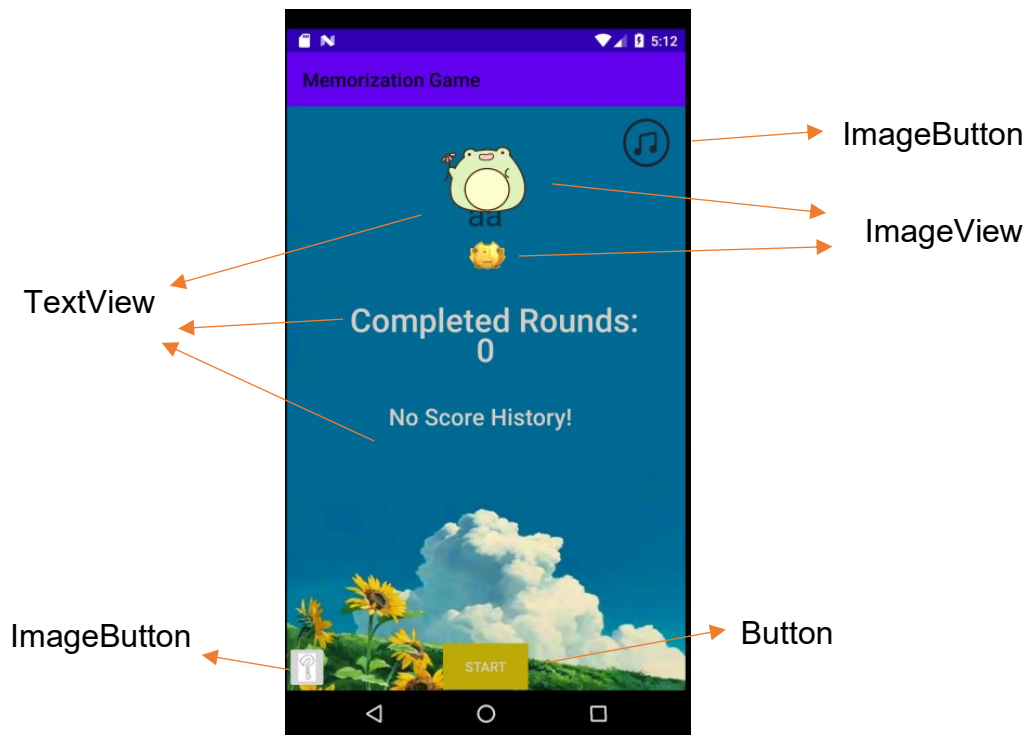 5:12
Memorization Game
ImageButton
aa
ImageView
TextView
Completed Rounds:
0
No Score History!
ImageButton
Button
START